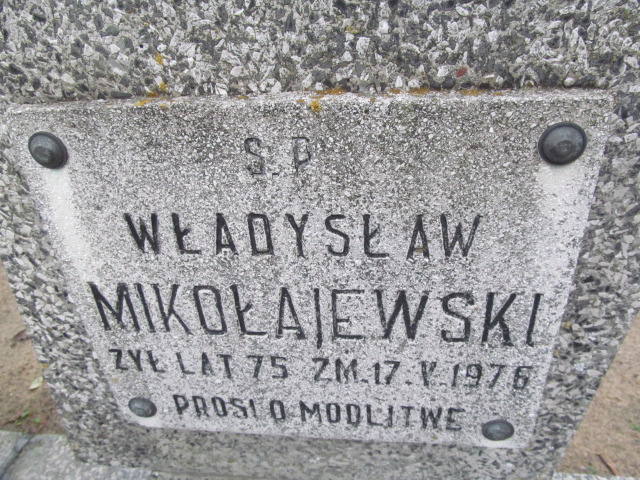 Ś.P
WŁADYSŁAW
MIKOŁAJEWSKI
ŻYŁ LAT 75 ZM.17.V.1976
PROSI O MODLITWĘ